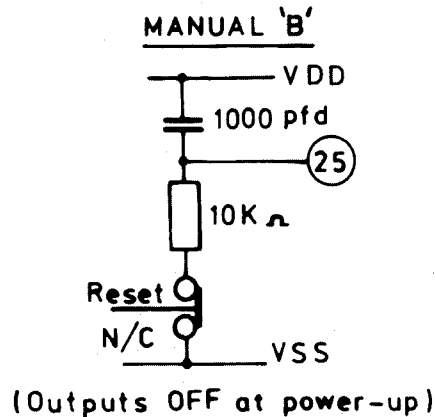 MANUAL 'B'
VDD
1000 pfd
25
10K Ω
Reset
N/C
VSS
(Outputs OFF at power-up)